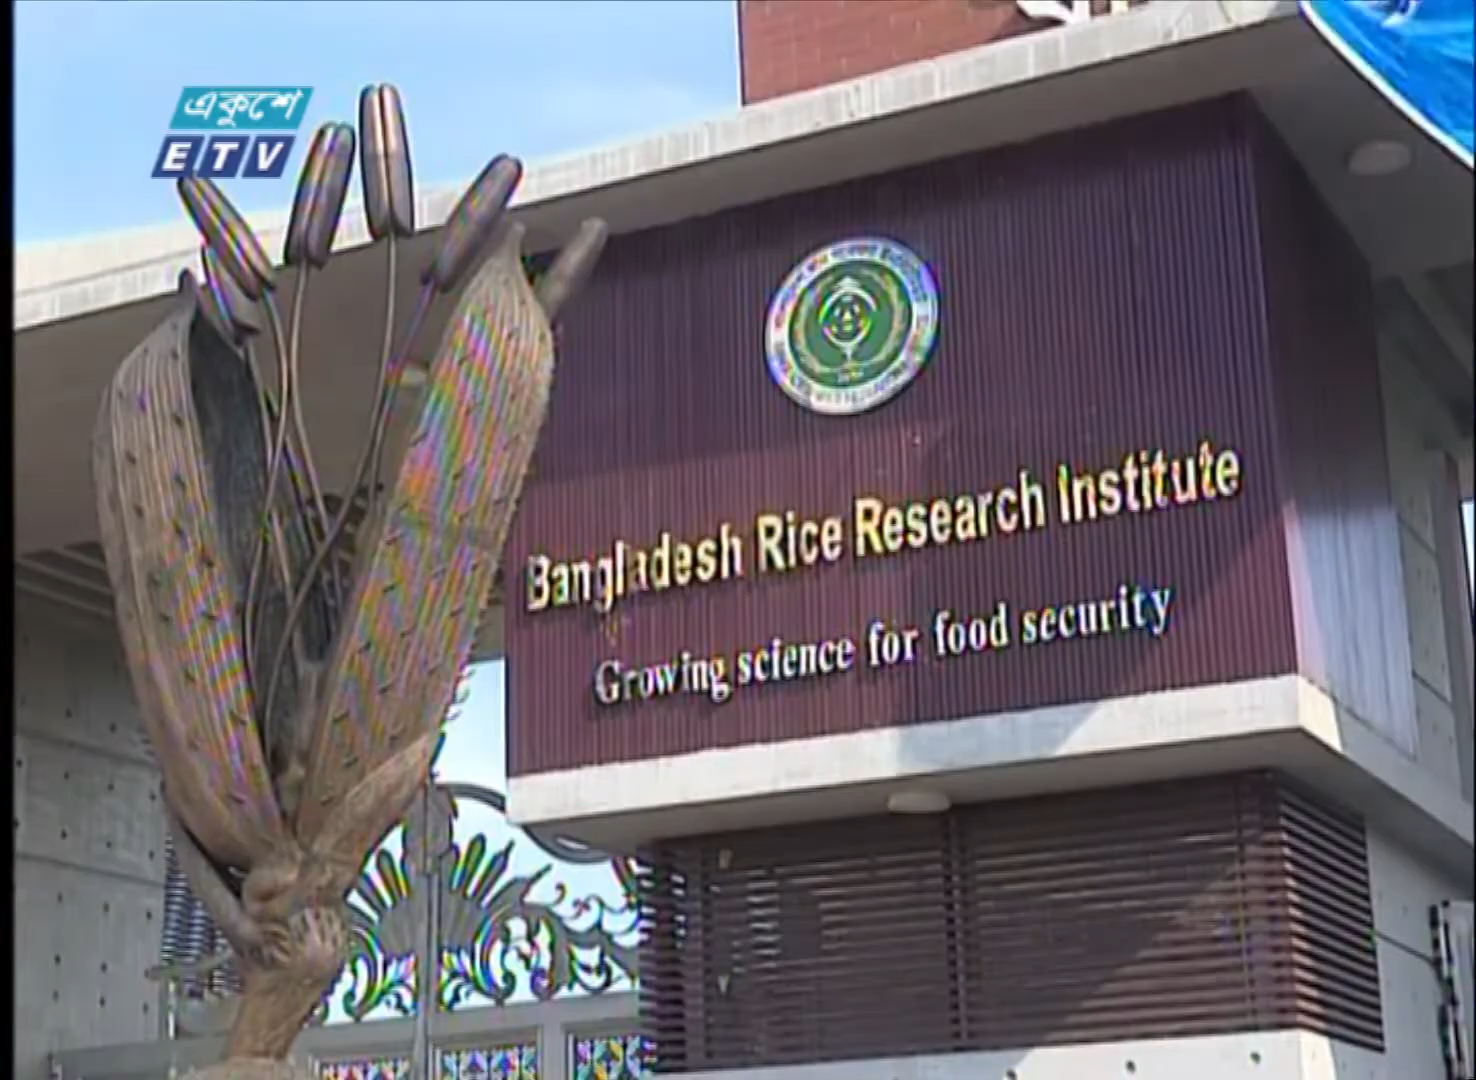 একুশে
ETV
Bangladesh Rice Research Institute
Growing science for food security